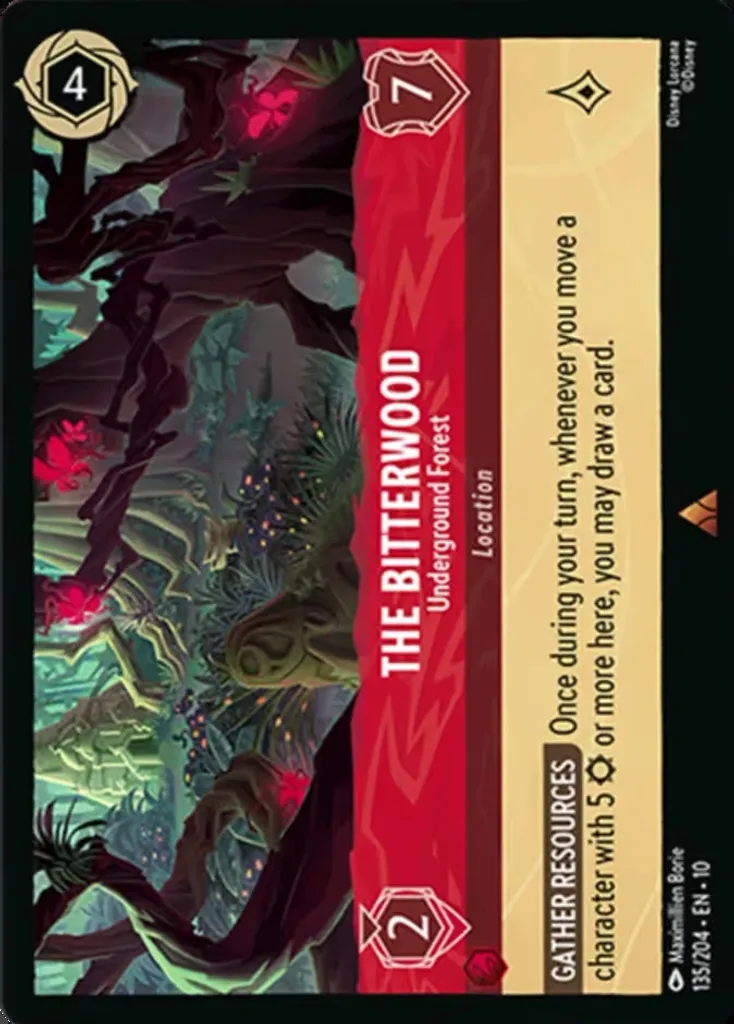 4
THE BITTERWOOD
Underground Forest
2
7
Location
GATHER RESOURCES Once during your turn, whenever you move a
character with 5 or more here, you may draw a card.
Maximillien Borie
135/204 • EN • 10
Disney Lorcana
©Disney